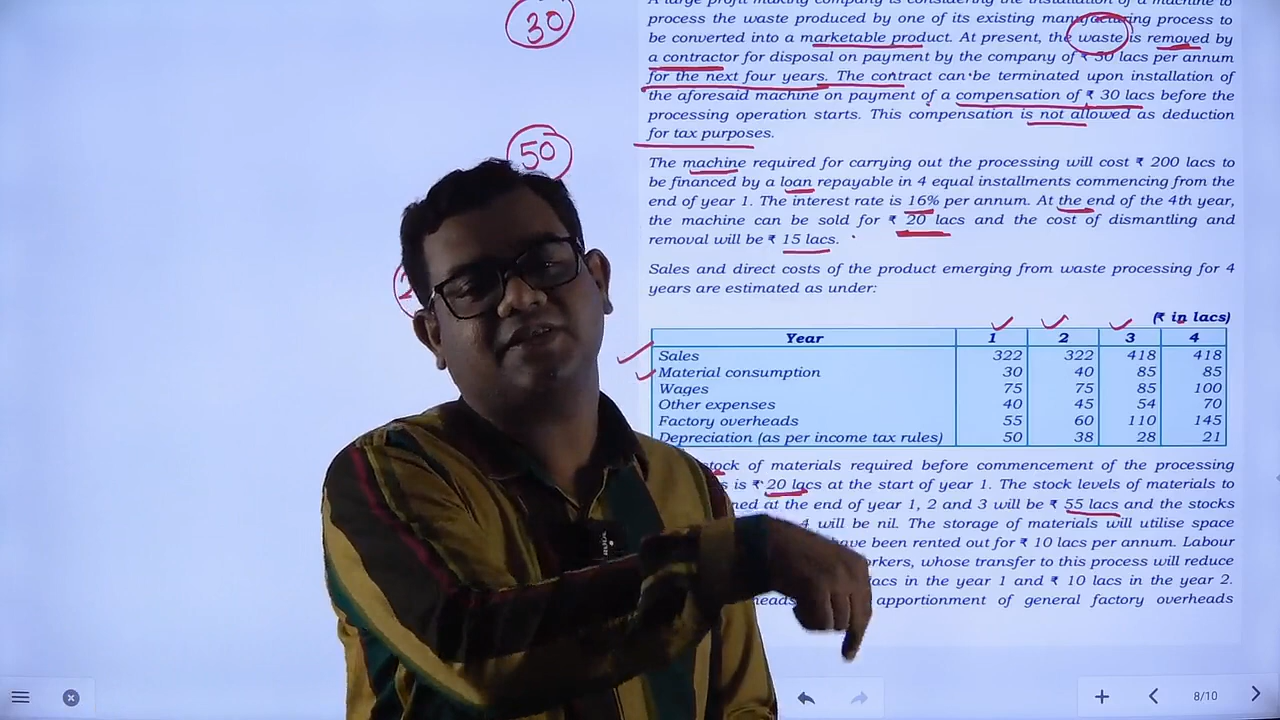 30
A large profit making company is considering the installation of a machine to
process the waste produced by one of its existing manufacturing process to
be converted into a marketable product. At present, the waste is removed by
a contractor for disposal on payment by the company of ₹ 50 lacs per annum
for the next four years. The contract can be terminated upon installation of
the aforesaid machine on payment of a compensation of ₹ 30 lacs before the
processing operation starts. This compensation is not allowed as deduction
for tax purposes.
50
The machine required for carrying out the processing will cost ₹ 200 lacs to
be financed by a loan repayable in 4 equal installments commencing from the
end of year 1. The interest rate is 16% per annum. At the end of the 4th year,
the machine can be sold for ₹ 20 lacs and the cost of dismantling and
removal will be ₹ 15 lacs.
Sales and direct costs of the product emerging from waste processing for 4
years are estimated as under:
(₹ in lacs)
Year 1 2 3 4
Sales 322 322 418 418
Material consumption 30 40 85 85
Wages 75 75 85 100
Other expenses 40 45 54 70
Factory overheads 55 60 110 145
Depreciation (as per income tax rules) 50 38 28 21
stock of materials required before commencement of the processing
is ₹ 20 lacs at the start of year 1. The stock levels of materials to
end of year 1, 2 and 3 will be ₹ 55 lacs and the stocks
4 will be nil. The storage of materials will utilise space
have been rented out for ₹ 10 lacs per annum. Labour
whose transfer to this process will reduce
lacs in the year 1 and ₹ 10 lacs in the year 2.
apportionment of general factory overheads
8/10